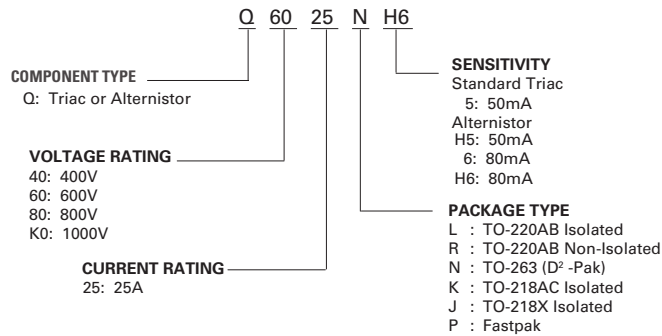 Q 60 25 N H6
COMPONENT TYPE
Q: Triac or Alternistor
VOLTAGE RATING
40: 400V
60: 600V
80: 800V
K0: 1000V
CURRENT RATING
25: 25A
SENSITIVITY
Standard Triac
5: 50mA
Alternistor
H5: 50mA
6: 80mA
H6: 80mA
PACKAGE TYPE
L : TO-220AB Isolated
R : TO-220AB Non-Isolated
N : TO-263 (D² -Pak)
K : TO-218AC Isolated
J : TO-218X Isolated
P : Fastpak